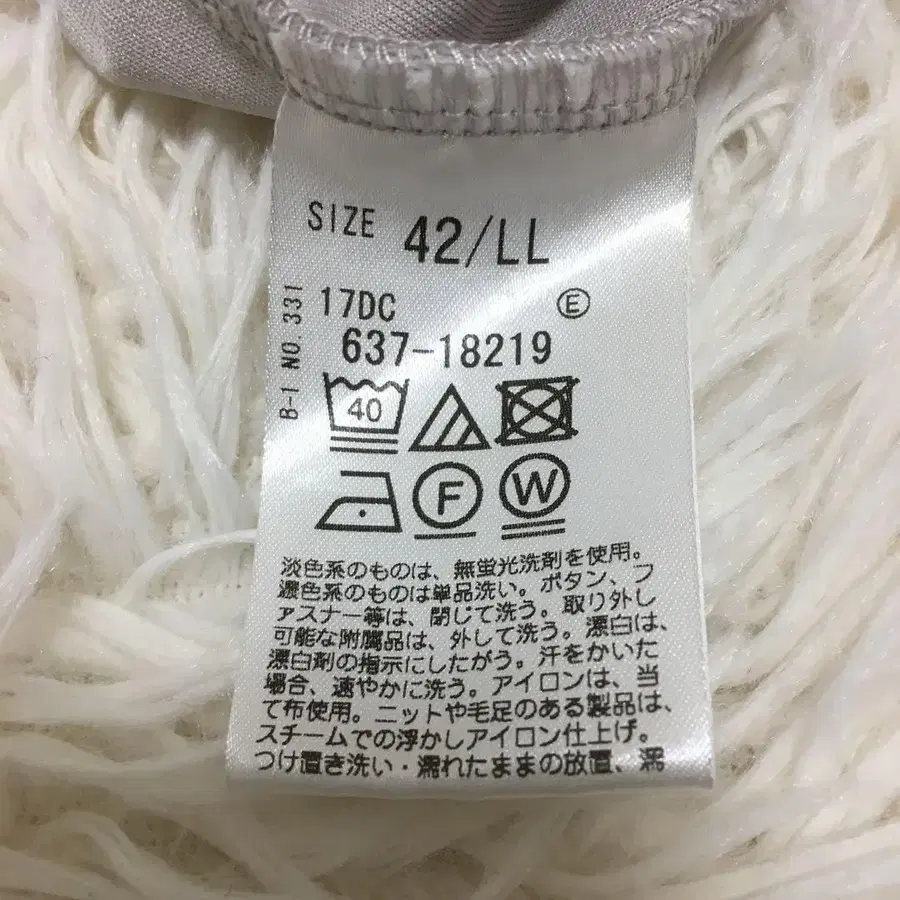 SIZE 42/LL
17DC Ⓔ
637-18219
B-1 NO.331
40
F W
淡色系のものは、無蛍光洗剤を使用。
濃色系のものは単品洗い。ボタン、フ
ァスナー等は、閉じて洗う。取り外し
可能な附属品は、外して洗う。漂白は、
漂白剤の指示にしたがう。汗をかいた
場合、速やかに洗う。アイロンは、当
て布使用。ニットや毛足のある製品は、
スチームでの浮かしアイロン仕上げ。
つけ置き洗い・濡れたままの放置、濡